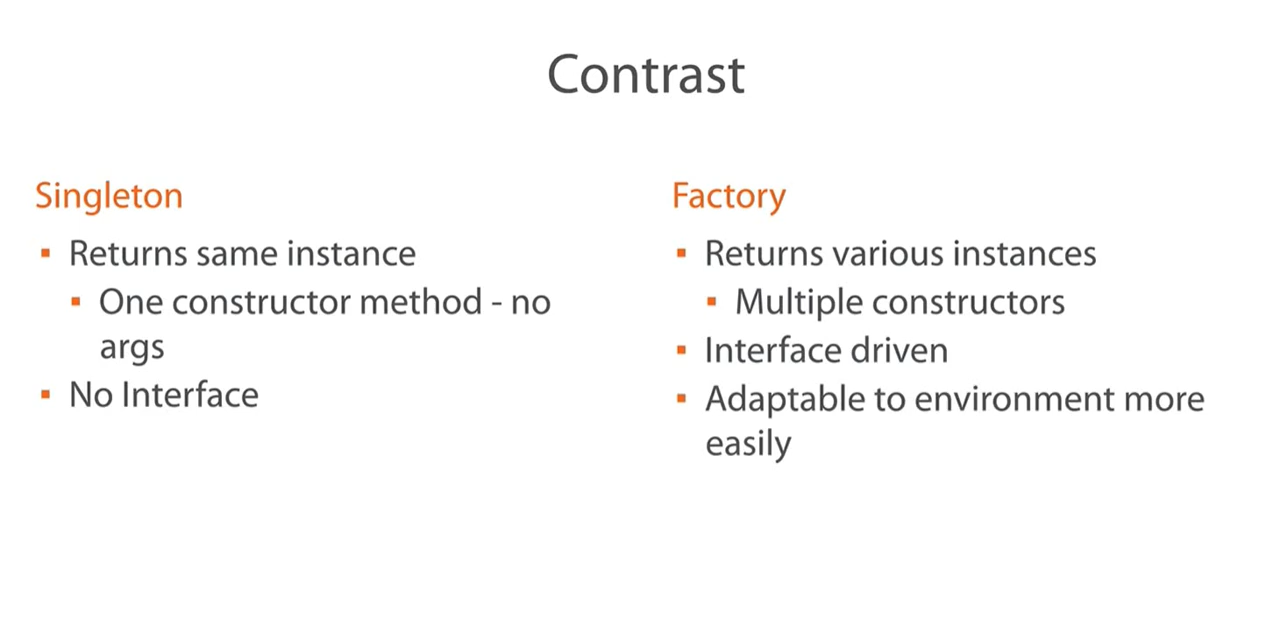 Contrast
Singleton
▪ Returns same instance
▪ One constructor method - no
args
▪ No Interface
Factory
▪ Returns various instances
▪ Multiple constructors
▪ Interface driven
▪ Adaptable to environment more
easily